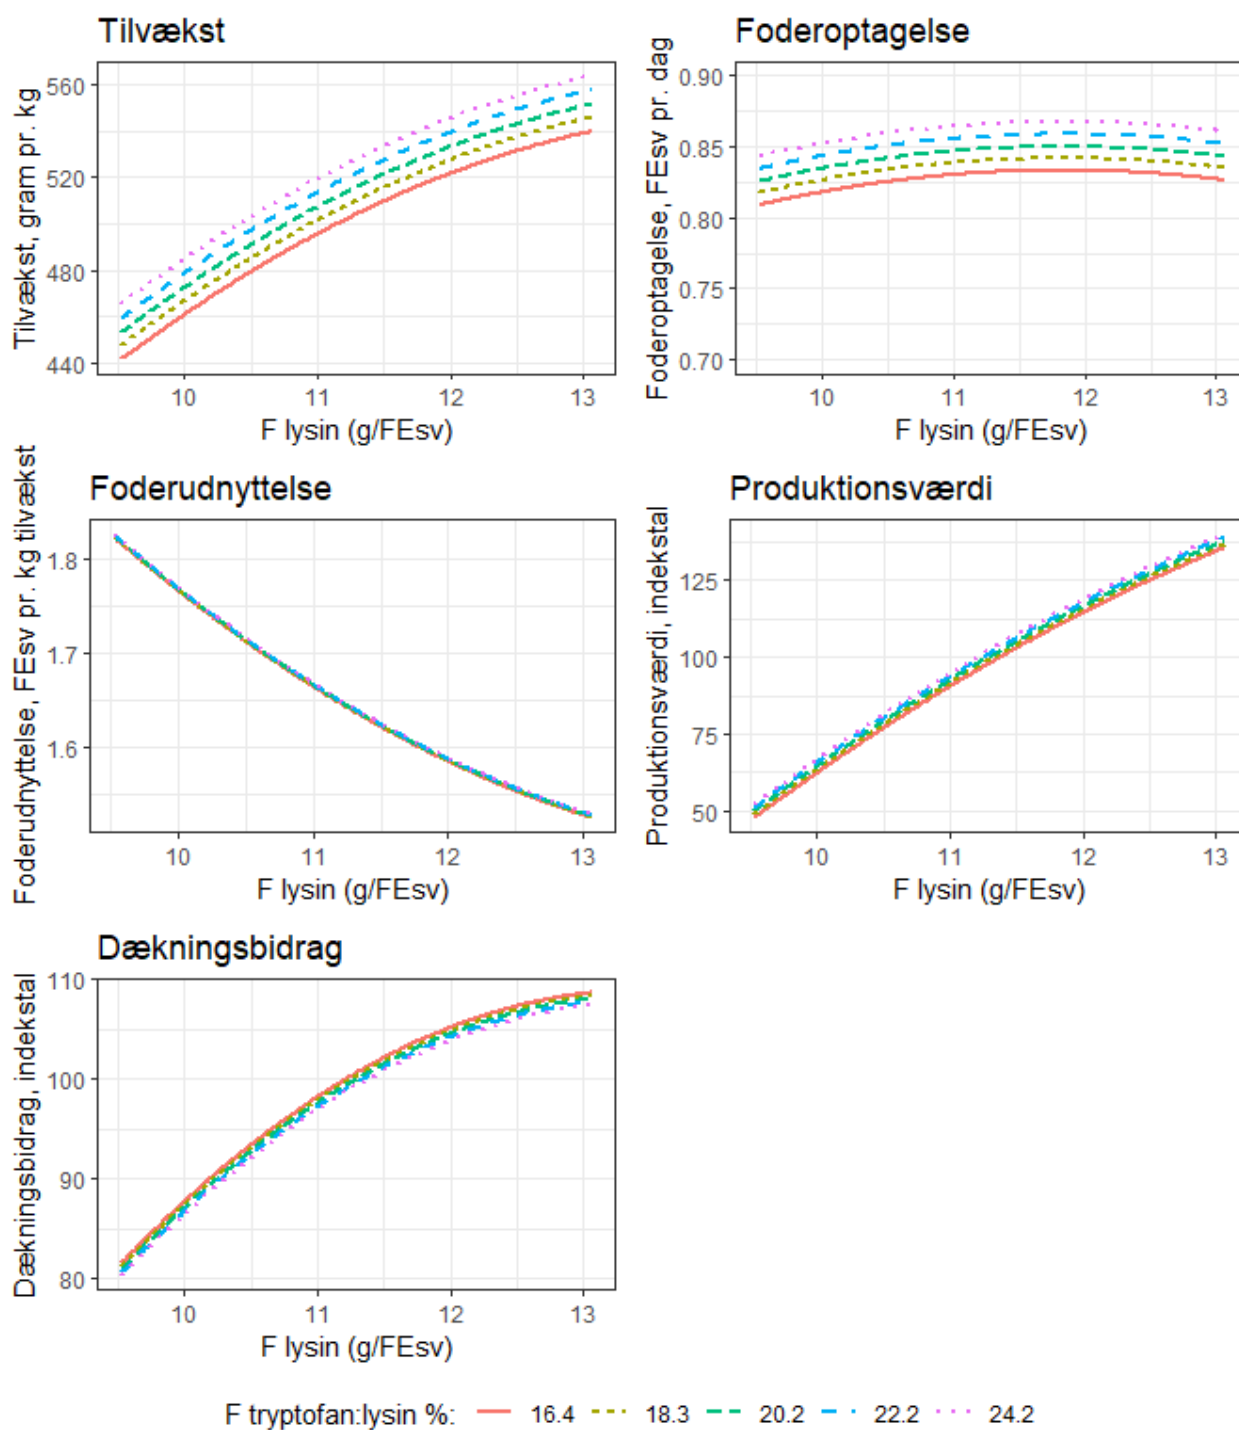 Tilvækst
Tilvækst, gram pr. kg
560
520
480
440
10 11 12 13
F lysin (g/FEsv)
Foderoptagelse
Foderoptagelse, FEsv pr. dag
0.90
0.85
0.80
0.75
0.70
10 11 12 13
F lysin (g/FEsv)
Foderudnyttelse
Foderudnyttelse, FEsv pr. kg tilvækst
1.8
1.7
1.6
10 11 12 13
F lysin (g/FEsv)
Produktionsværdi
Produktionsværdi, indekstal
125
100
75
50
10 11 12 13
F lysin (g/FEsv)
Dækningsbidrag
Dækningsbidrag, indekstal
110
100
90
80
10 11 12 13
F lysin (g/FEsv)
F tryptofan:lysin %: 16.4 18.3 20.2 22.2 24.2